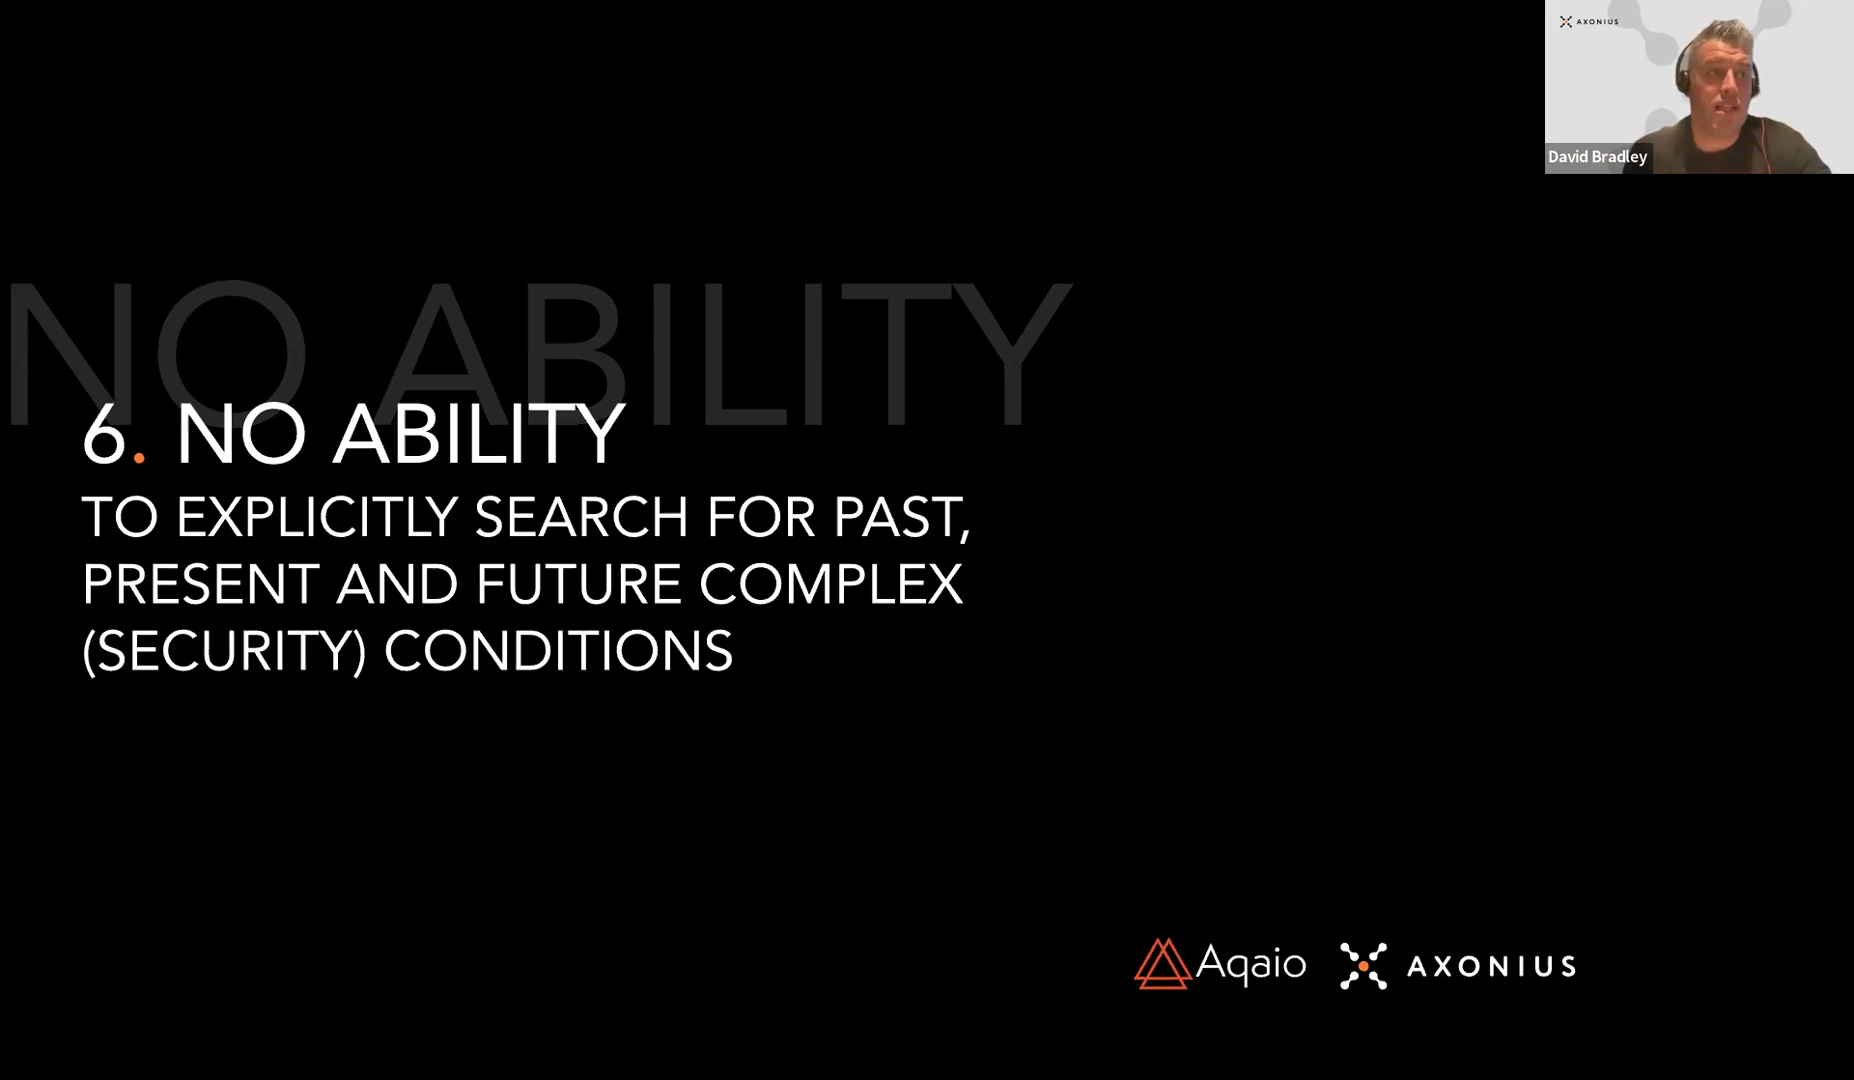 AXONIUS
David Bradley
NO ABILITY
6. NO ABILITY
TO EXPLICITLY SEARCH FOR PAST,
PRESENT AND FUTURE COMPLEX
(SECURITY) CONDITIONS
Aqaio
AXONIUS